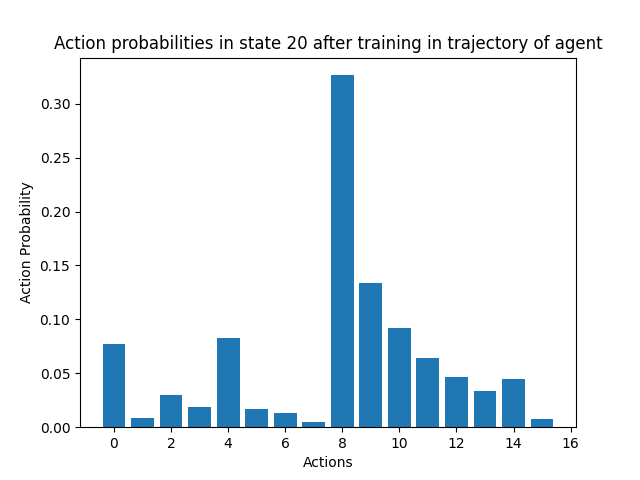 Action probabilities in state 20 after training in trajectory of agent
0.30
0.25
0.20
0.15
0.10
0.05
0.00
Action Probability
0 2 4 6 8 10 12 14 16
Actions